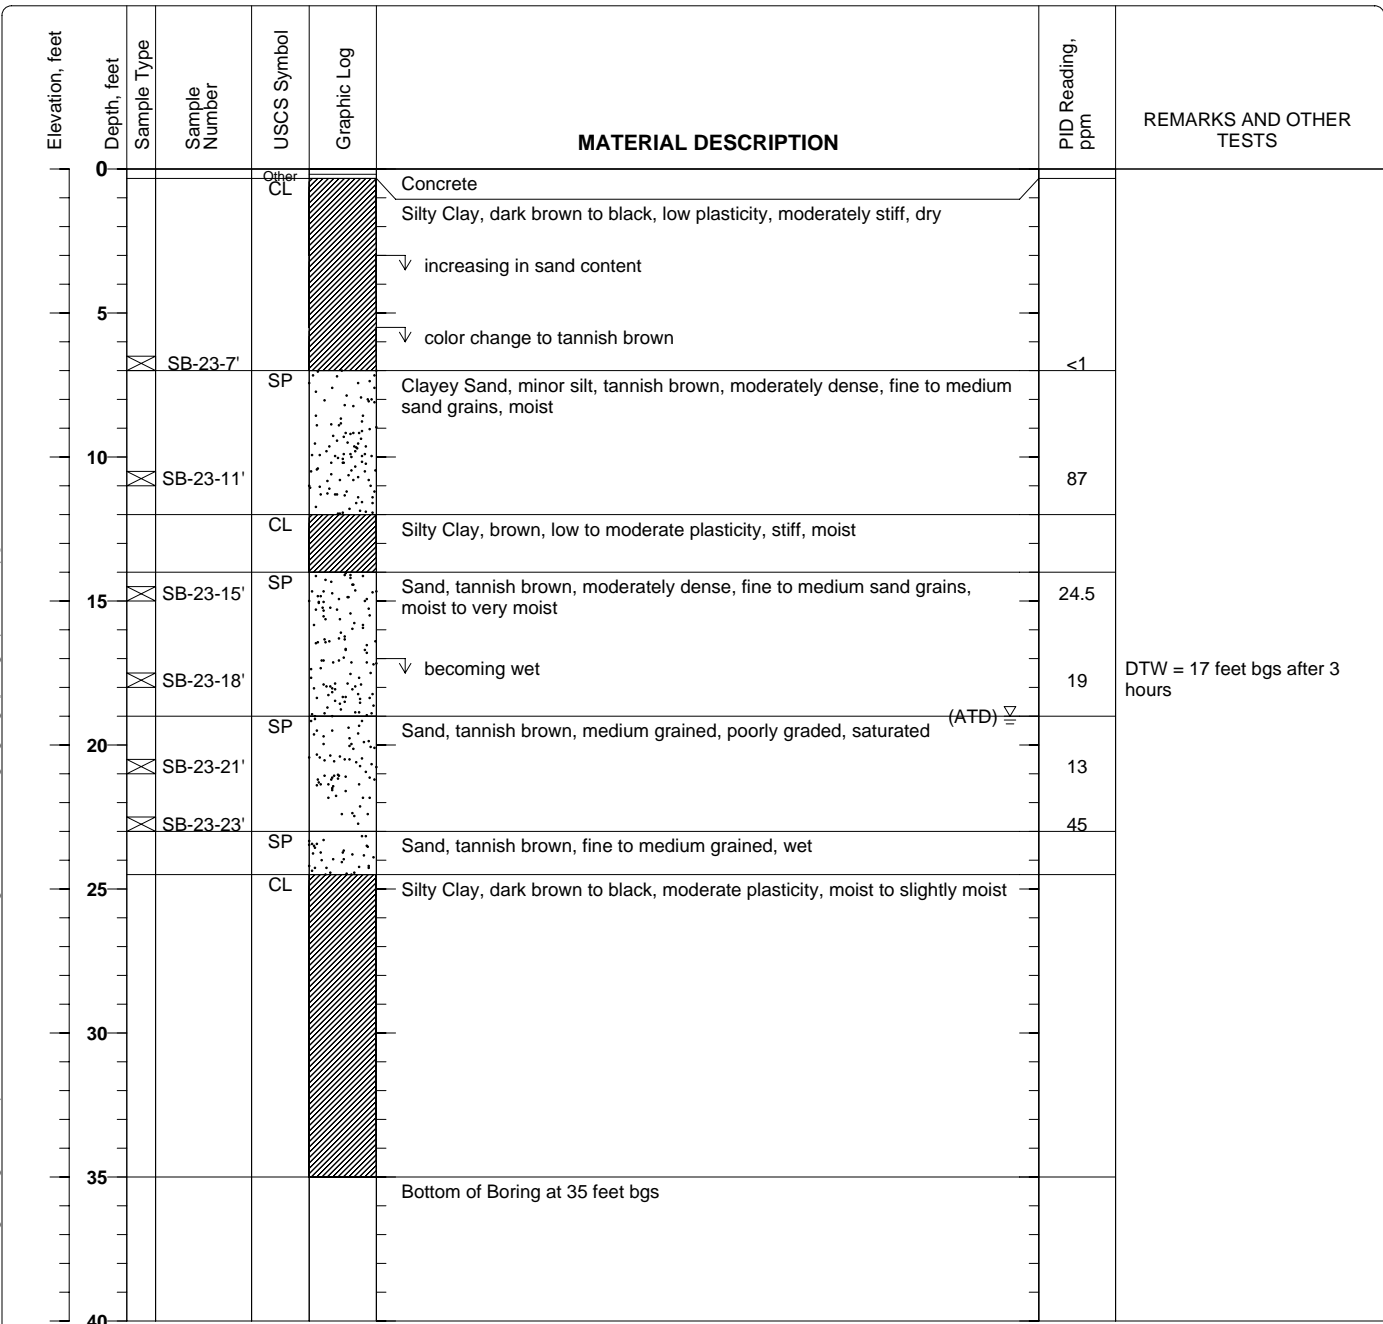 Elevation, feet
Depth, feet
Sample Type
Sample
Number
USCS Symbol
Graphic Log
MATERIAL DESCRIPTION
PID Reading,
ppm
REMARKS AND OTHER
TESTS
0
Other
CL
Concrete
Silty Clay, dark brown to black, low plasticity, moderately stiff, dry
increasing in sand content
5
color change to tannish brown
SB-23-7'
<1
SP
Clayey Sand, minor silt, tannish brown, moderately dense, fine to medium
sand grains, moist
10
SB-23-11'
87
CL
Silty Clay, brown, low to moderate plasticity, stiff, moist
SP
Sand, tannish brown, moderately dense, fine to medium sand grains,
moist to very moist
15
SB-23-15'
24.5
becoming wet
SB-23-18'
19
DTW = 17 feet bgs after 3
hours
(ATD)
SP
Sand, tannish brown, medium grained, poorly graded, saturated
20
SB-23-21'
13
SB-23-23'
45
SP
Sand, tannish brown, fine to medium grained, wet
CL
Silty Clay, dark brown to black, moderate plasticity, moist to slightly moist
25
30
35
Bottom of Boring at 35 feet bgs
40